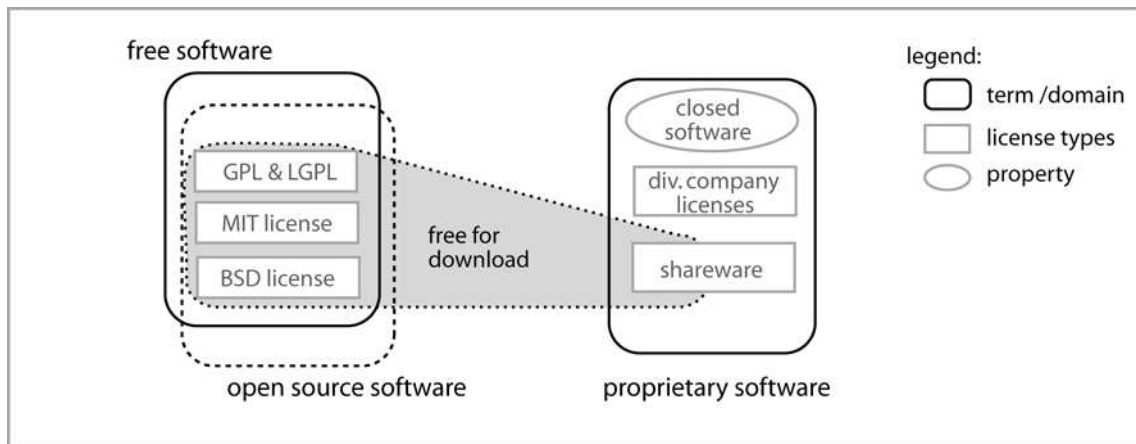 free software
GPL & LGPL
MIT license
BSD license
open source software
free for
download
closed
software
div. company
licenses
shareware
proprietary software
legend:
term /domain
license types
property